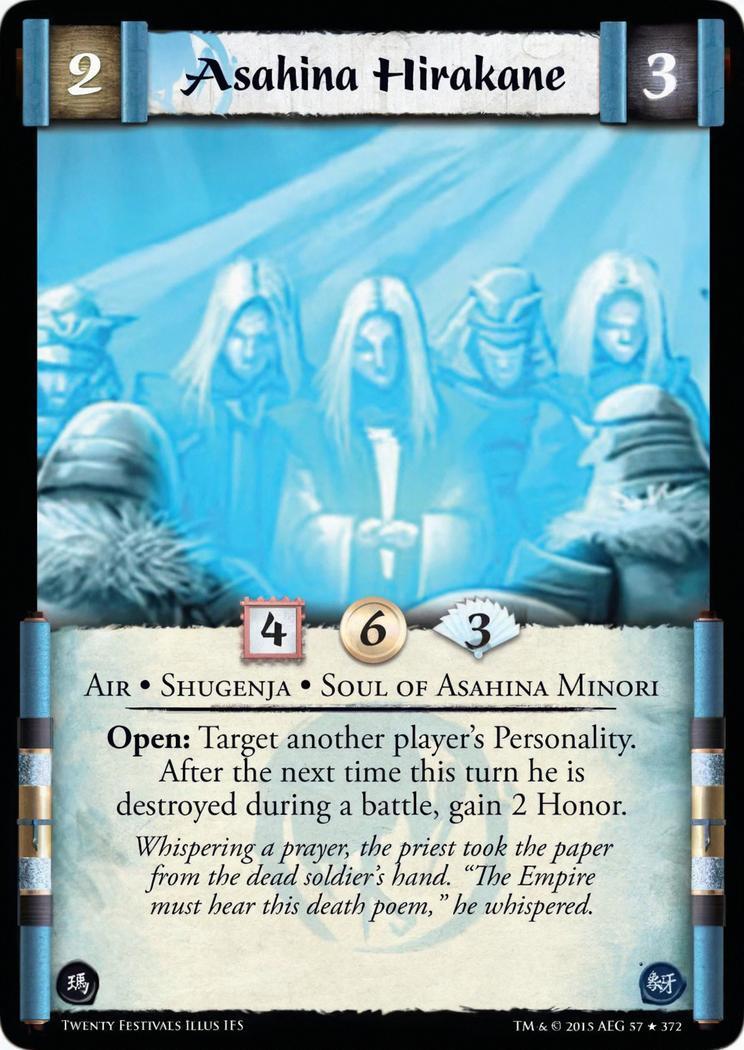 2 Asahina Hirakane 3
4 6 3
Air • Shugenja • Soul of Asahina Minori
Open: Target another player's Personality.
After the next time this turn he is
destroyed during a battle, gain 2 Honor.
Whispering a prayer, the priest took the paper
from the dead soldier's hand. “The Empire
must hear this death poem,” he whispered.
瑪 象牙
Twenty Festivals Illus IFS TM & © 2015 AEG 57 ★ 372